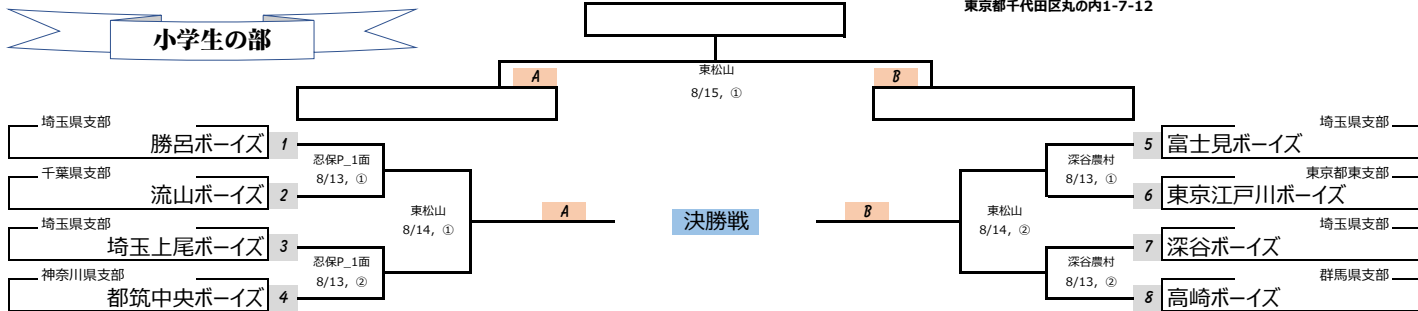 東京都千代田区丸の内1-7-12
小学生の部
A
東松山
8/15, ①
B
埼玉県支部
勝呂ボーイズ 1
忍保P_1面
8/13, ①
千葉県支部
流山ボーイズ 2
東松山
8/14, ①
A
埼玉県支部
埼玉上尾ボーイズ 3
忍保P_1面
8/13, ②
神奈川県支部
都筑中央ボーイズ 4
決勝戦
埼玉県支部
5 富士見ボーイズ
深谷農村
8/13, ①
東京都東支部
6 東京江戸川ボーイズ
B
東松山
8/14, ②
埼玉県支部
7 深谷ボーイズ
深谷農村
8/13, ②
群馬県支部
8 高崎ボーイズ